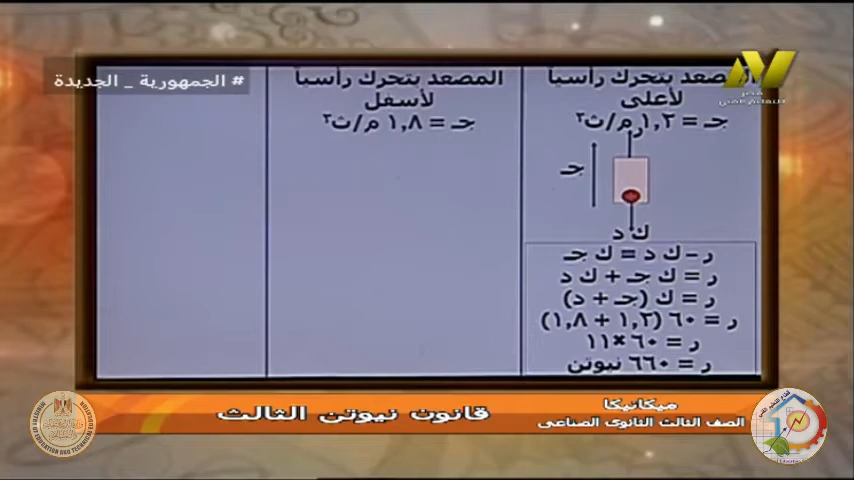 # الجمهورية _ الجديدة
المصعد يتحرك رأسياً
لأعلى
جـ = ١,٢ م/ث٢
ر
جـ
ك د
ر – ك د = ك جـ
ر = ك جـ + ك د
ر = ك (جـ + د)
ر = ٦٠ (١,٢ + ١,٨)
ر = ٦٠ × ١١
ر = ٦٦٠ نيوتن
المصعد يتحرك رأسياً
لأسفل
جـ = ١,٨ م/ث٢
ميكانيكا
الصف الثالث الثانوى الصناعى
قانون نيوتن الثالث